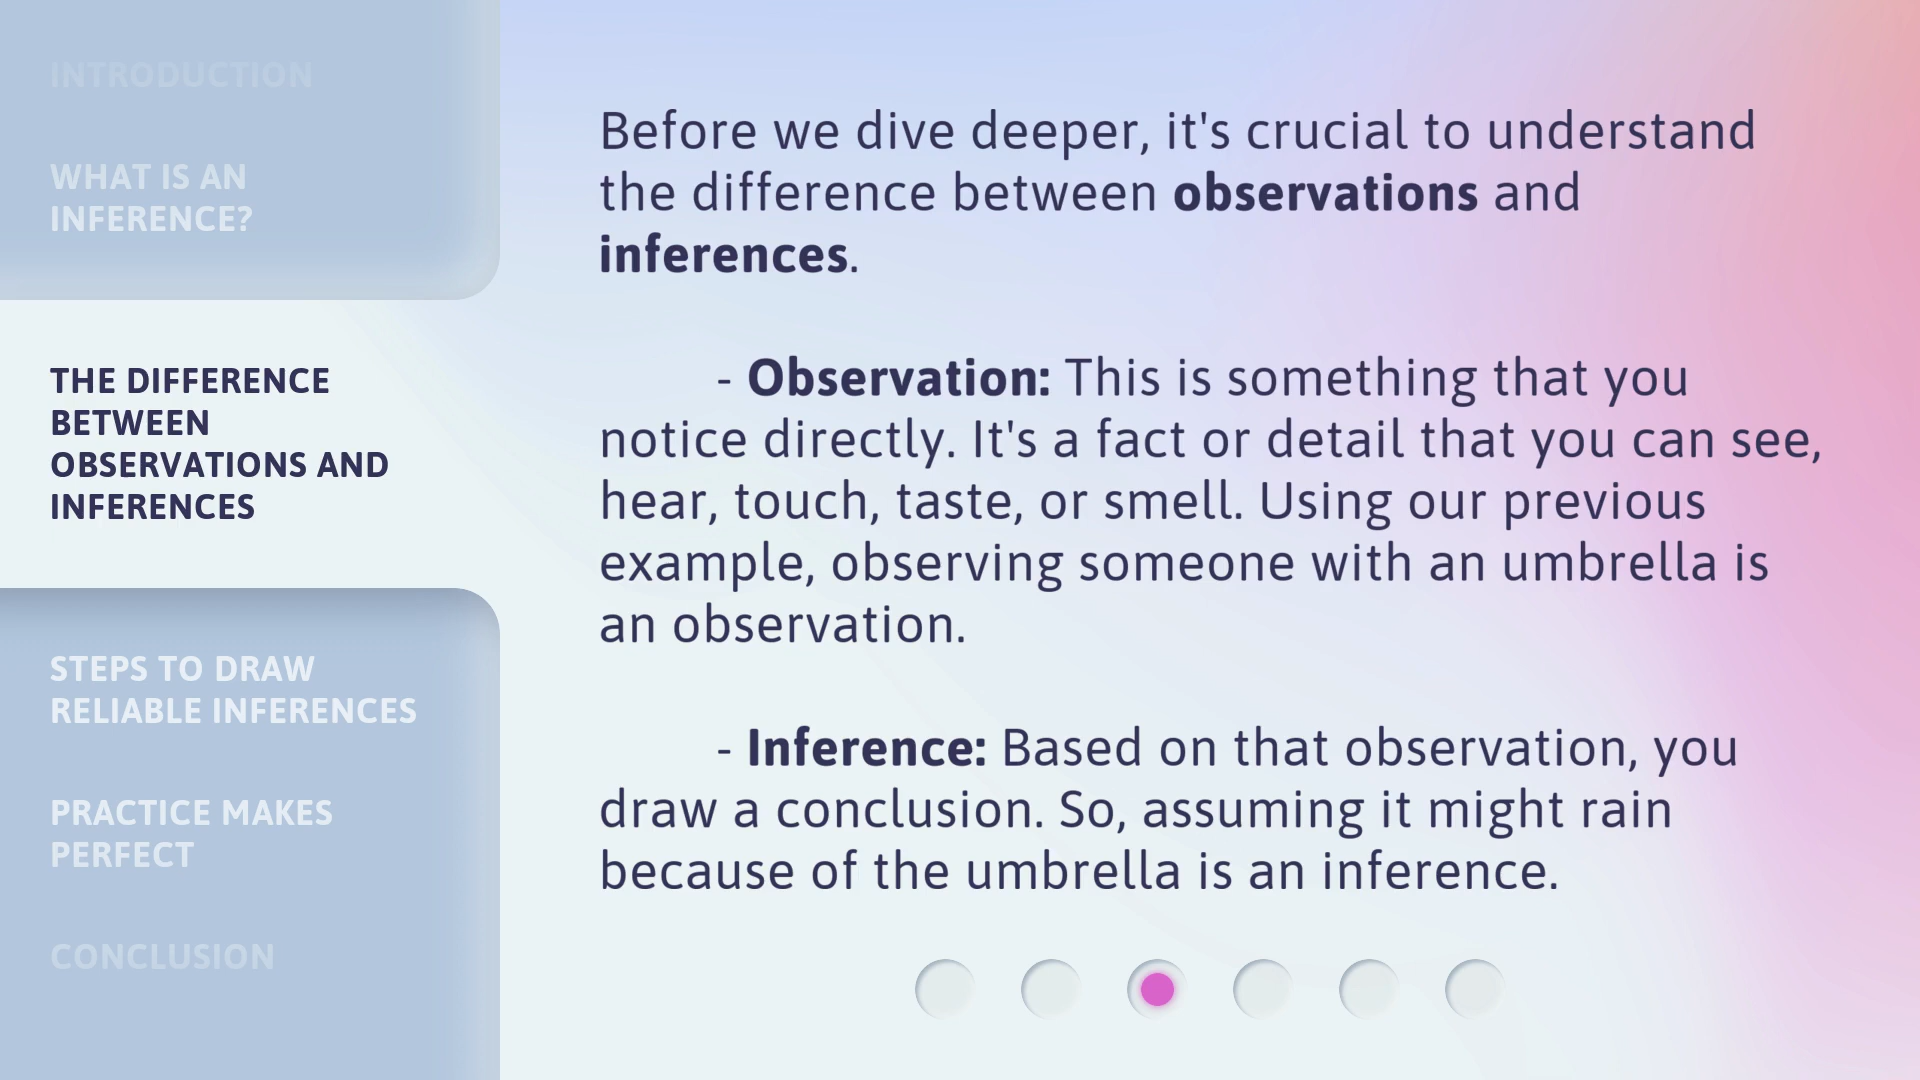 INTRODUCTION
WHAT IS AN
INFERENCE?
THE DIFFERENCE
BETWEEN
OBSERVATIONS AND
INFERENCES
STEPS TO DRAW
RELIABLE INFERENCES
PRACTICE MAKES
PERFECT
CONCLUSION
Before we dive deeper, it's crucial to understand
the difference between observations and
inferences.
- Observation: This is something that you
notice directly. It's a fact or detail that you can see,
hear, touch, taste, or smell. Using our previous
example, observing someone with an umbrella is
an observation.
- Inference: Based on that observation, you
draw a conclusion. So, assuming it might rain
because of the umbrella is an inference.